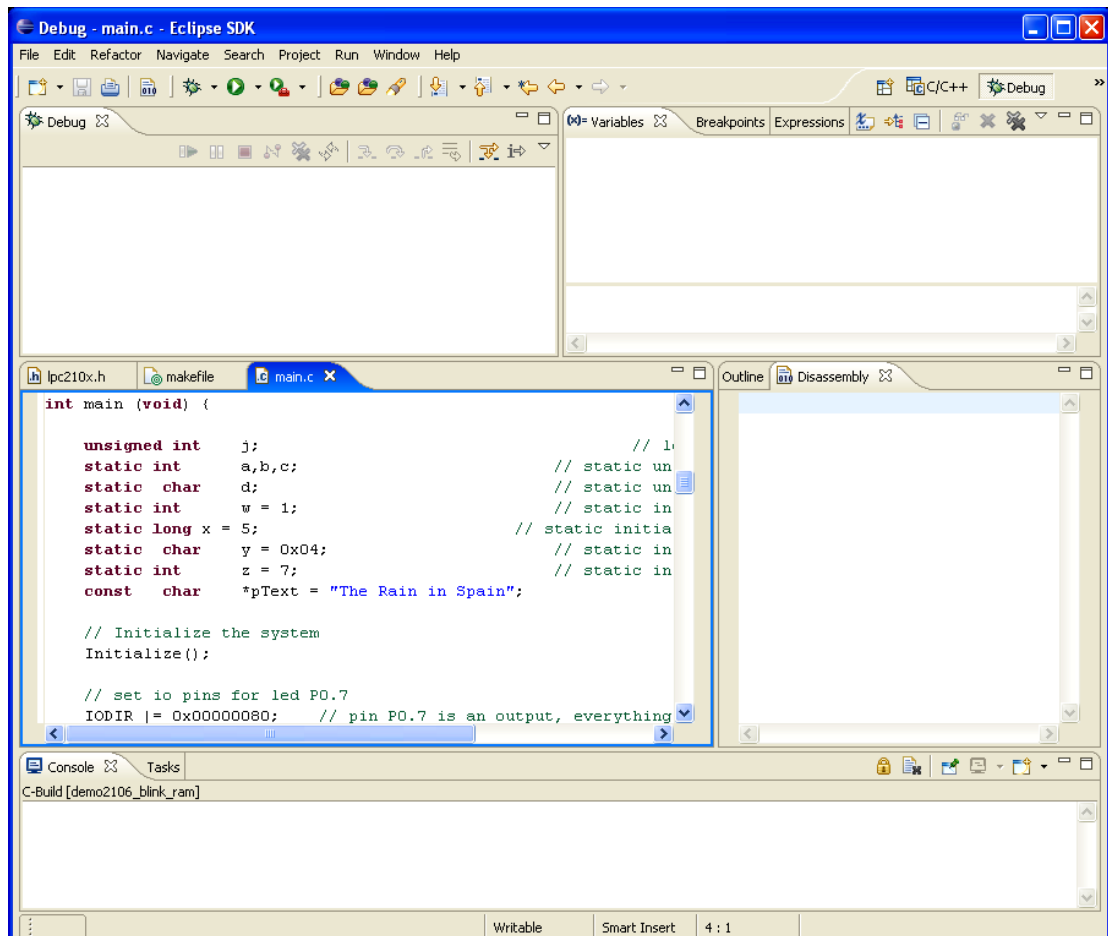 Debug - main.c - Eclipse SDK
File Edit Refactor Navigate Search Project Run Window Help
C/C++ Debug »
Debug
(x)= Variables Breakpoints Expressions
lpc210x.h makefile main.c
Outline Disassembly
int main (void) {
unsigned int j; //
static int a,b,c; // static un
static char d; // static un
static int w = 1; // static in
static long x = 5; // static initia
static char y = 0x04; // static in
static int z = 7; // static in
const char *pText = "The Rain in Spain";
// Initialize the system
Initialize();
// set io pins for led P0.7
IODIR |= 0x00000080; // pin P0.7 is an output, everything
Console Tasks
C-Build [demo2106_blink_ram]
Writable Smart Insert 4 : 1